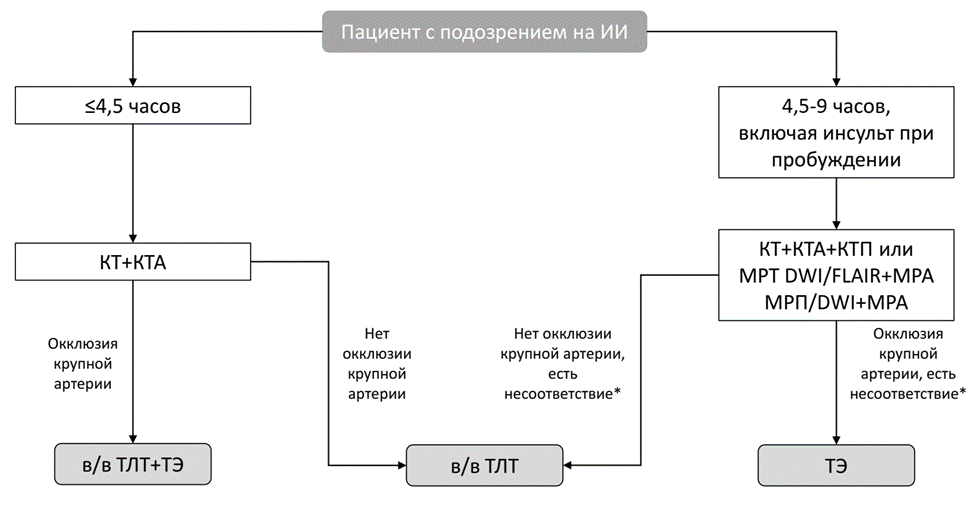 Пациент с подозрением на ИИ
≤4,5 часов
4,5-9 часов,
включая инсульт при
пробуждении
КТ+КТА
КТ+КТА+КТП или
МРТ DWI/FLAIR+МРА
МРП/DWI+МРА
Окклюзия
крупной
артерии
Нет
окклюзии
крупной
артерии
Нет окклюзии
крупной артерии,
есть
несоответствие*
Окклюзия
крупной
артерии, есть
несоответствие*
в/в ТЛТ+ТЭ
в/в ТЛТ
ТЭ